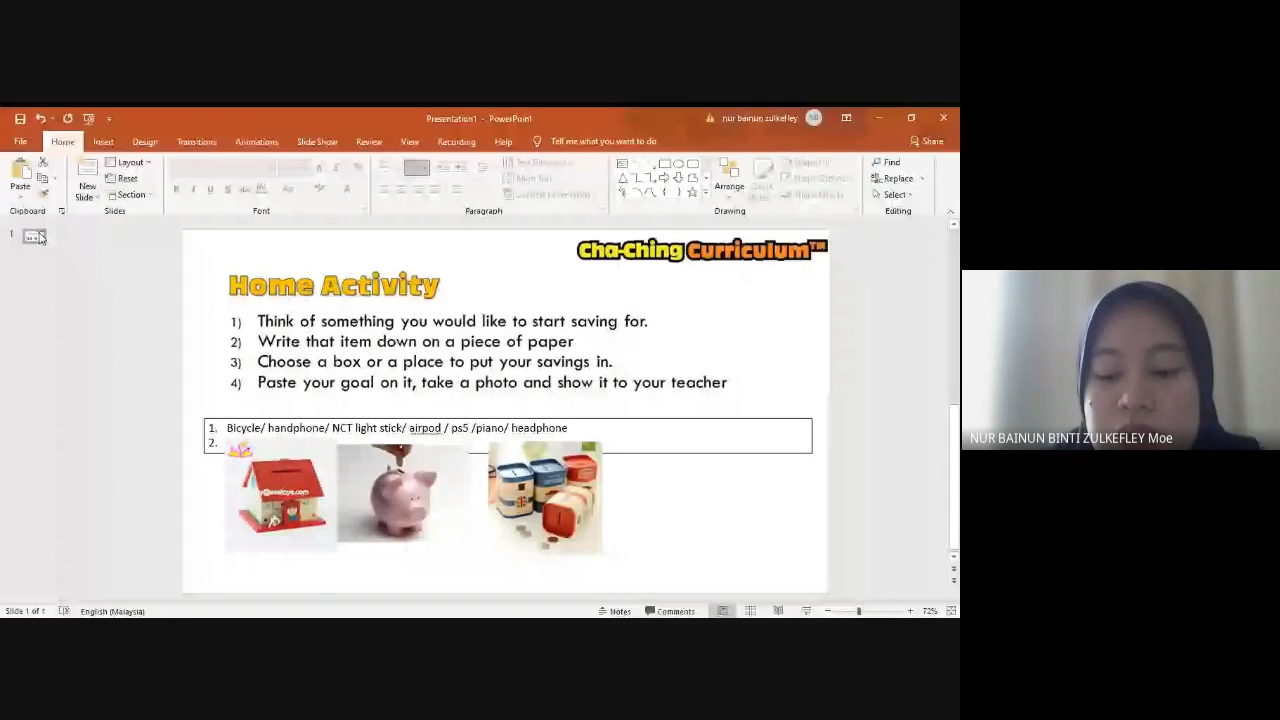 Presentation1 - PowerPoint
nur bainun zulkefley
NB
File
Home
Insert
Design
Transitions
Animations
Slide Show
Review
View
Recording
Help
Tell me what you want to do
Share
Paste
New
Slide
Layout
Reset
Section
Arrange
Find
Replace
Select
Clipboard
Slides
Font
Paragraph
Drawing
Editing
1
Cha-Ching Curriculum™
Home Activity
1) Think of something you would like to start saving for.
2) Write that item down on a piece of paper
3) Choose a box or a place to put your savings in.
4) Paste your goal on it, take a photo and show it to your teacher
1. Bicycle/ handphone/ NCT light stick/ airpod / ps5 /piano/ headphone
2.
NUR BAINUN BINTI ZULKEFLEY Moe
Slide 1 of 1
English (Malaysia)
Notes
Comments
72%